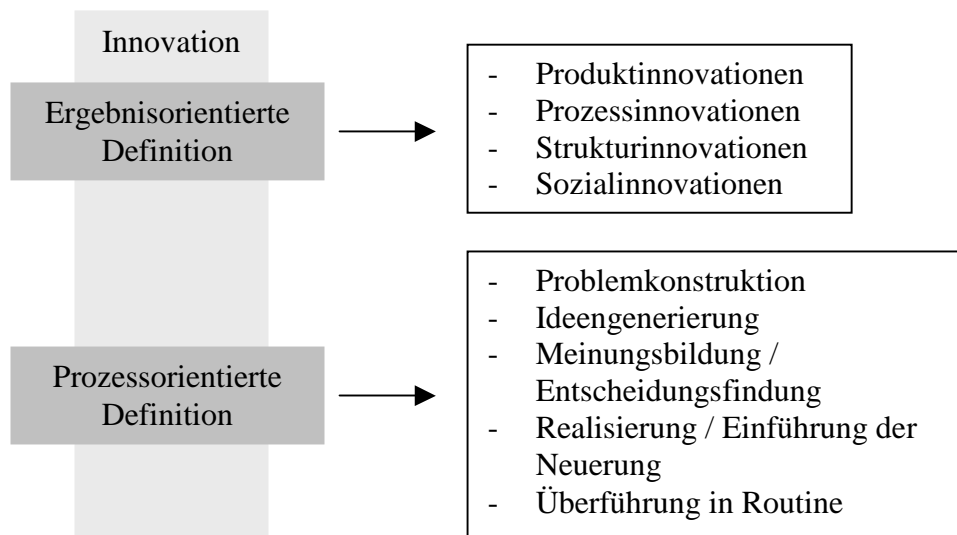 Innovation
Ergebnisorientierte
Definition
- Produktinnovationen
- Prozessinnovationen
- Strukturinnovationen
- Sozialinnovationen
Prozessorientierte
Definition
- Problemkonstruktion
- Ideengenerierung
- Meinungsbildung /
Entscheidungsfindung
- Realisierung / Einführung der
Neuerung
- Überführung in Routine